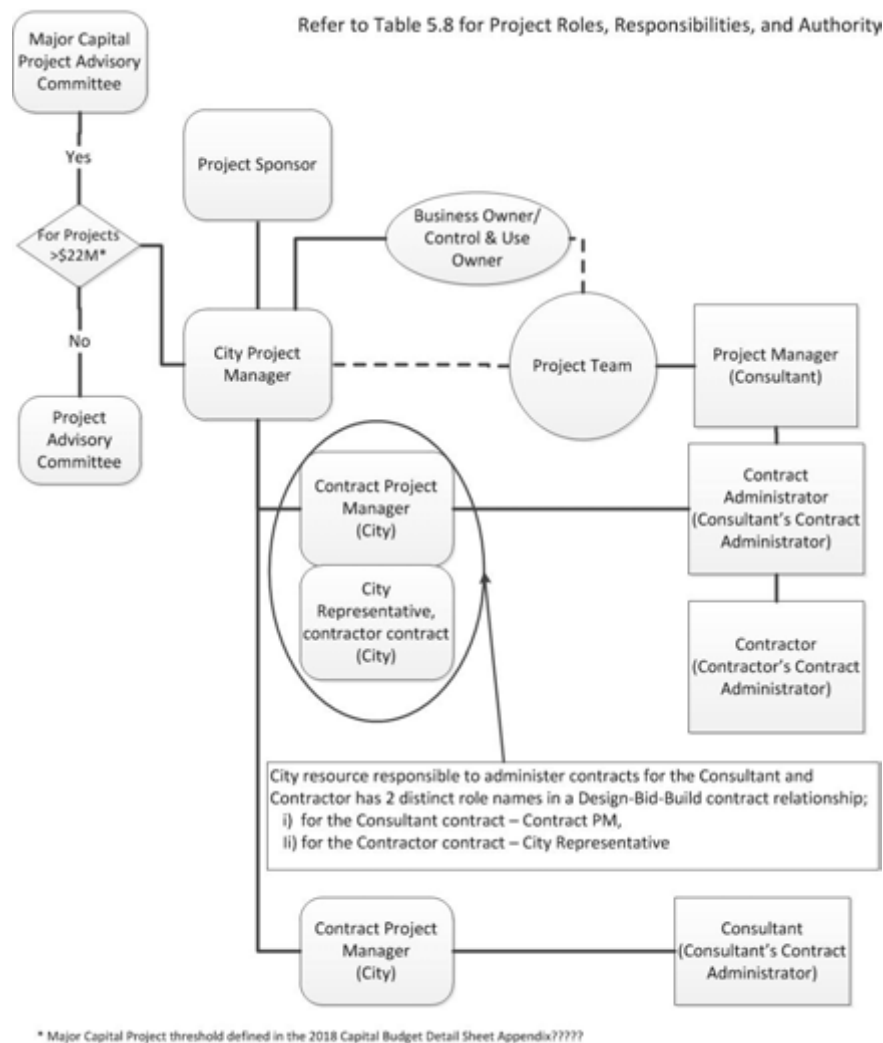 Refer to Table 5.8 for Project Roles, Responsibilities, and Authority
Major Capital
Project Advisory
Committee
Yes
For Projects
>$22M*
No
Project
Advisory
Committee
Project Sponsor
Business Owner/
Control & Use
Owner
City Project
Manager
Project Team
Project Manager
(Consultant)
Contract Project
Manager
(City)
City
Representative,
contractor contract
(City)
Contract
Administrator
(Consultant's Contract
Administrator)
Contractor
(Contractor's Contract
Administrator)
City resource responsible to administer contracts for the Consultant and
Contractor has 2 distinct role names in a Design-Bid-Build contract relationship;
i) for the Consultant contract – Contract PM,
Ii) for the Contractor contract – City Representative
Contract Project
Manager
(City)
Consultant
(Consultant's Contract
Administrator)
* Major Capital Project threshold defined in the 2018 Capital Budget Detail Sheet Appendix?????